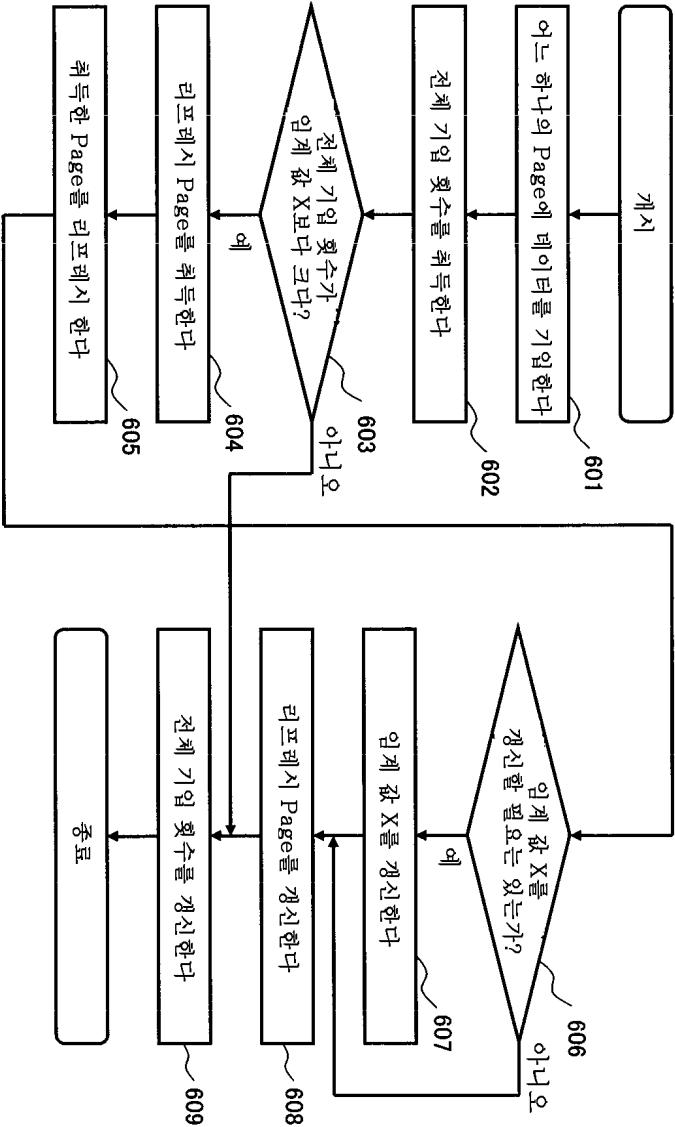 개시
어느 하나의 Page에 데이터를 기입한다
601
전체 기입 횟수를 취득한다
602
전체 기입 횟수가
임계 값 X보다 크다?
603
아니요
예
리프레시 Page를 취득한다
604
취득한 Page를 리프레시 한다
605
임계 값 X를
갱신할 필요는 있는가?
606
아니요
예
임계 값 X를 갱신한다
607
리프레시 Page를 갱신한다
608
전체 기입 횟수를 갱신한다
609
종료